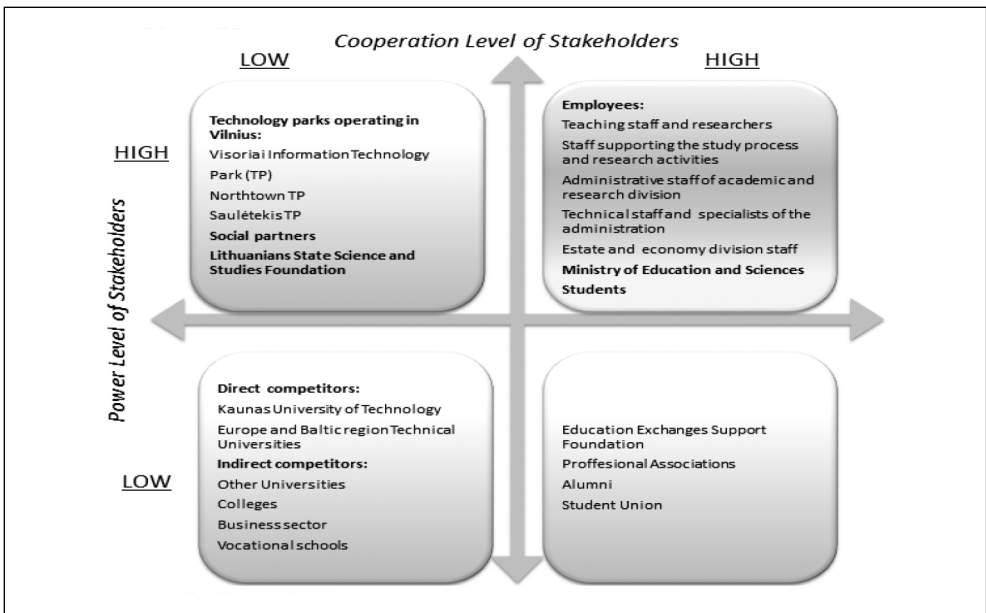 Cooperation Level of Stakeholders
LOW
HIGH
Power Level of Stakeholders
HIGH
Technology parks operating in
Vilnius:
Visoriai Information Technology
Park (TP)
Northtown TP
Saulėtekis TP
Social partners
Lithuanians State Science and
Studies Foundation
Employees:
Teaching staff and researchers
Staff supporting the study process
and research activities
Administrative staff of academic and
research division
Technical staff and specialists of the
administration
Estate and economy division staff
Ministry of Education and Sciences
Students
LOW
Direct competitors:
Kaunas University of Technology
Europe and Baltic region Technical
Universities
Indirect competitors:
Other Universities
Colleges
Business sector
Vocational schools
Education Exchanges Support
Foundation
Proffesional Associations
Alumni
Student Union